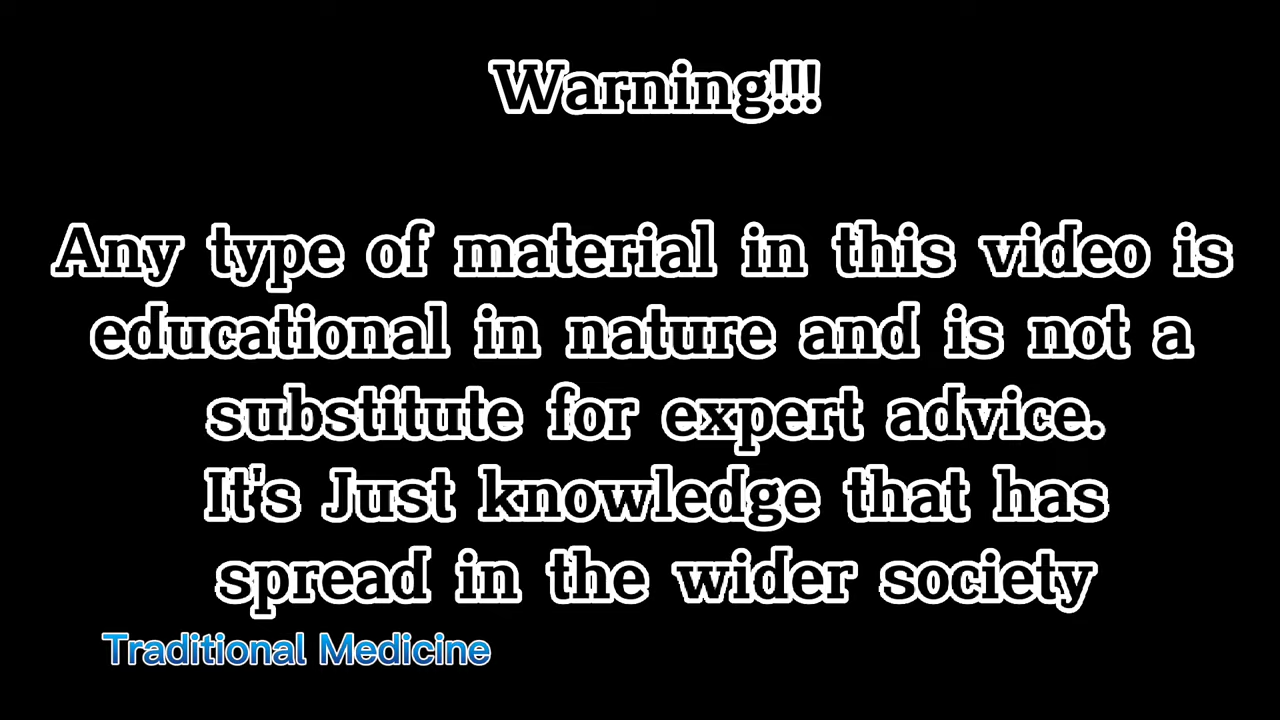 Warning!!!
Any type of material in this video is
educational in nature and is not a
substitute for expert advice.
It's Just knowledge that has
spread in the wider society
Traditional Medicine